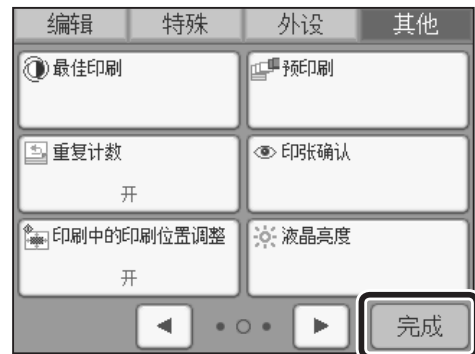 编辑 特殊 外设 其他
最佳印刷 预印刷
重复计数 印张确认
开
印刷中的印刷位置调整 液晶亮度
开
完成